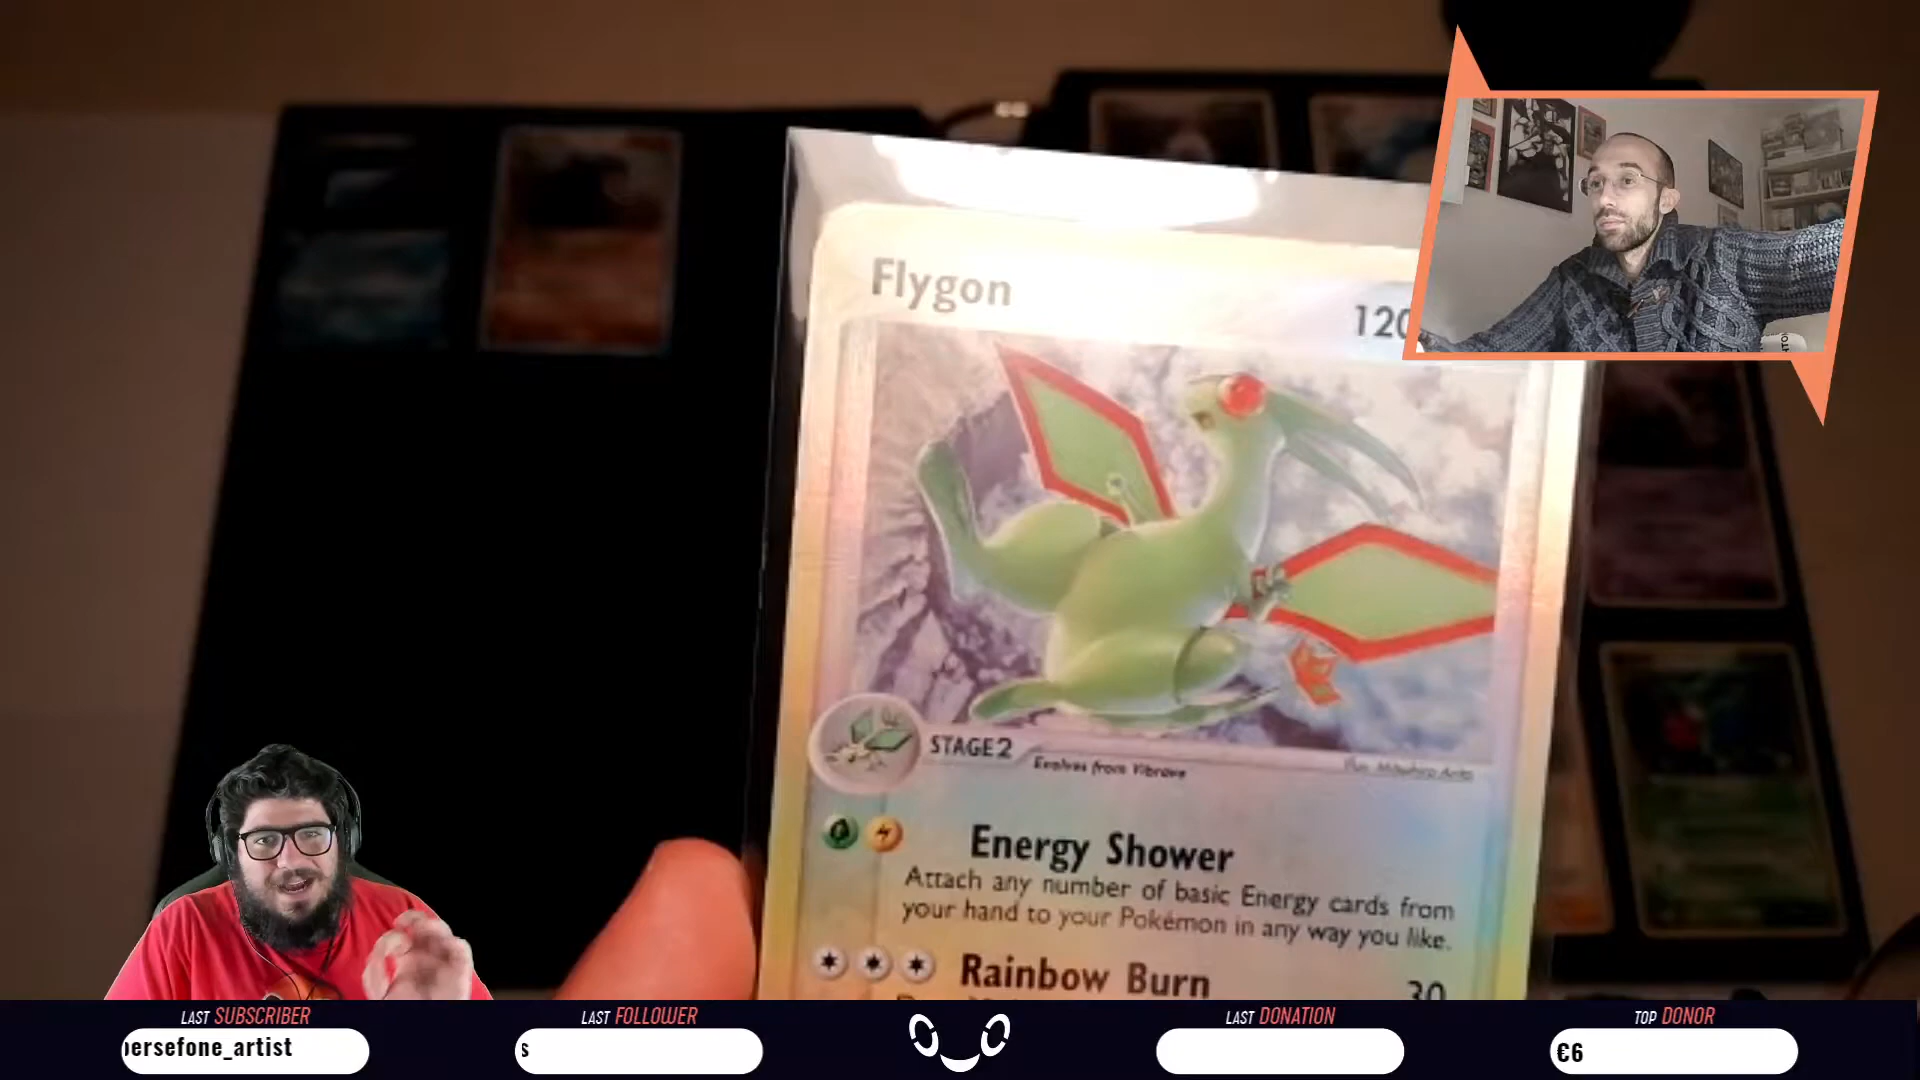 Flygon
120
STAGE 2
Evolves from Vibrava
Energy Shower
Attach any number of basic Energy cards from
your hand to your Pokémon in any way you like.
Rainbow Burn
30
LAST SUBSCRIBER
persefone_artist
LAST FOLLOWER
s
LAST DONATION
TOP DONOR
€6